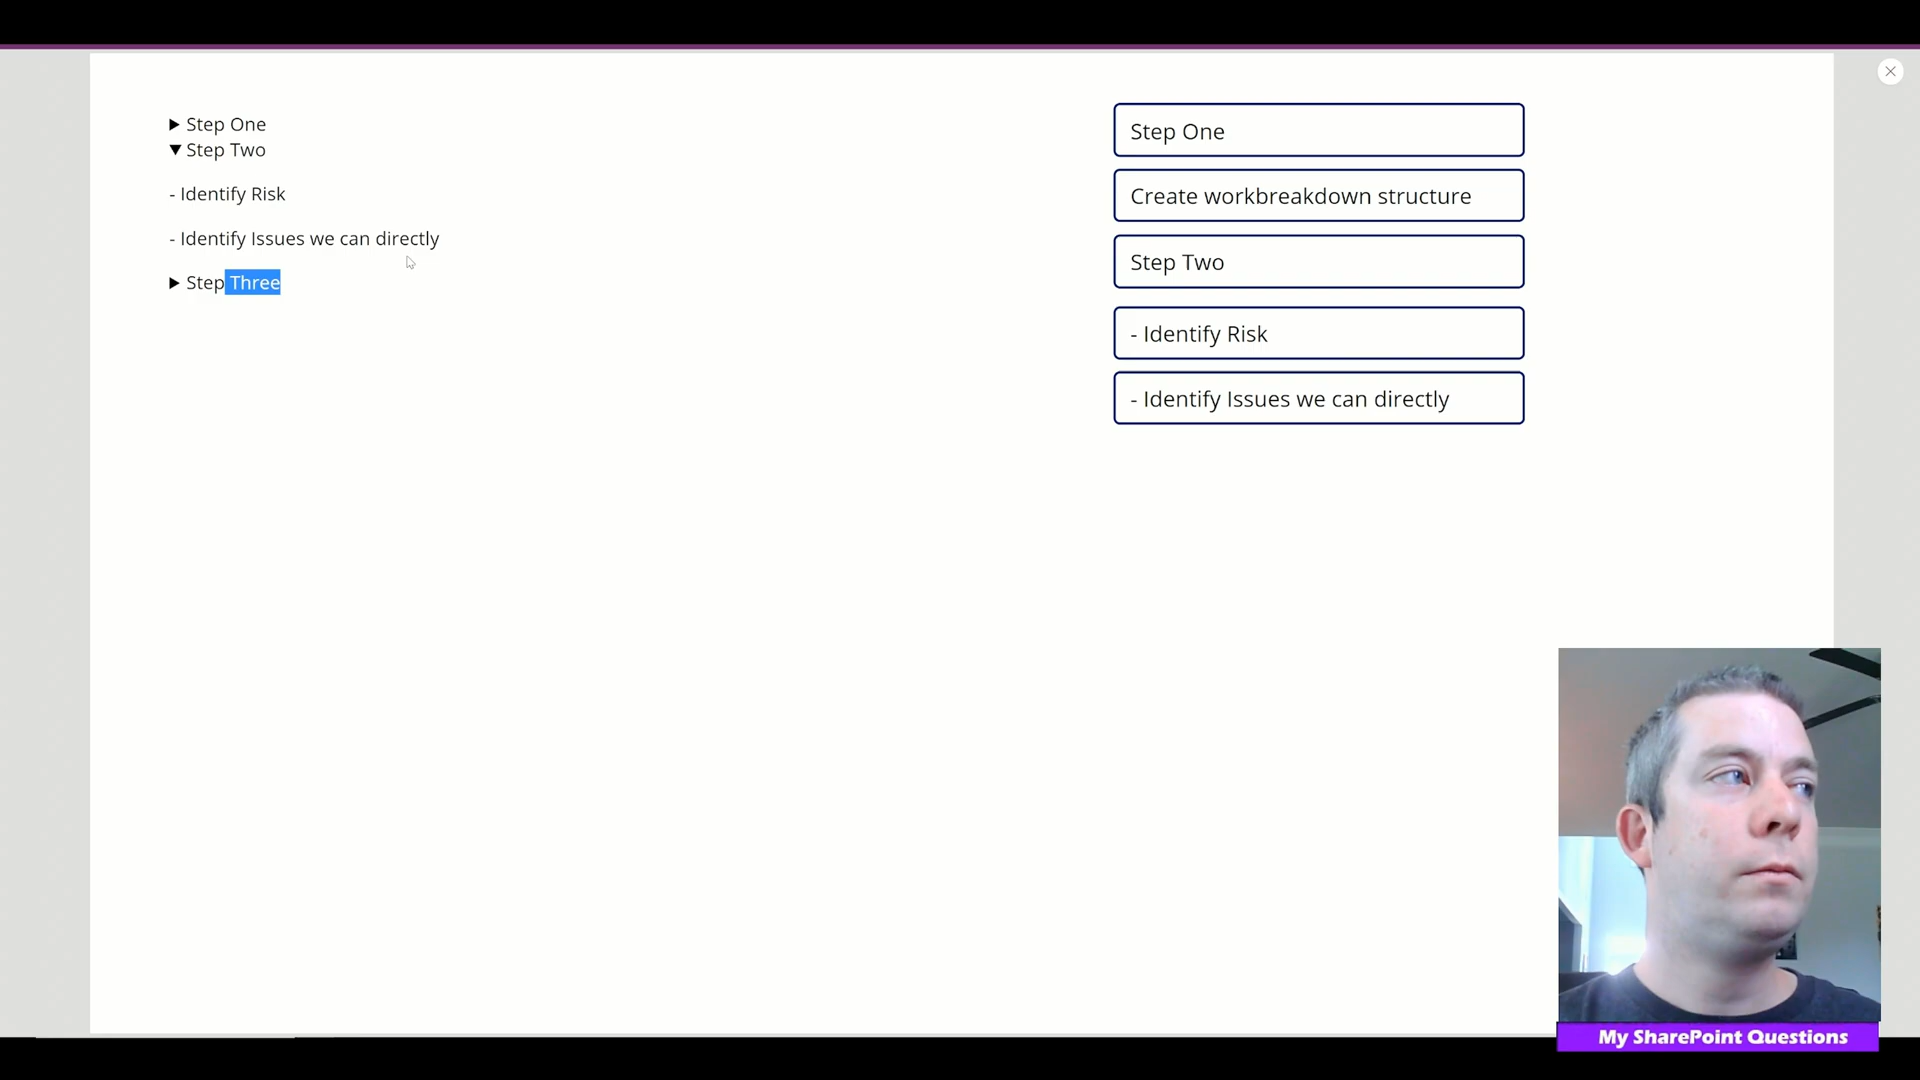 Step One
Step Two
- Identify Risk
- Identify Issues we can directly
Step Three
Step One
Create workbreakdown structure
Step Two
- Identify Risk
- Identify Issues we can directly
My SharePoint Questions